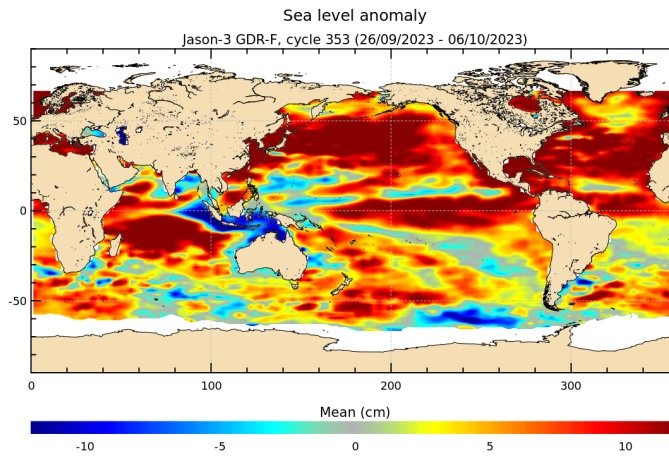 Sea level anomaly
Jason-3 GDR-F, cycle 353 (26/09/2023 - 06/10/2023)
50
0
-50
0 100 200 300
Mean (cm)
-10 -5 0 5 10